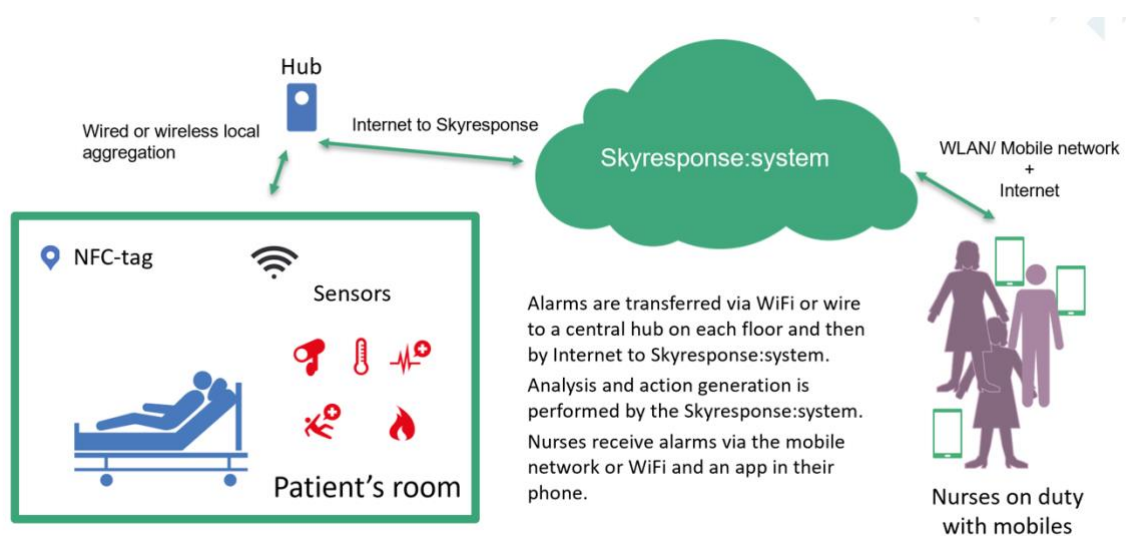 Hub
Wired or wireless local
aggregation
Internet to Skyresponse
Skyresponse:system
WLAN/ Mobile network
+
Internet
NFC-tag
Sensors
Patient's room
Alarms are transferred via WiFi or wire
to a central hub on each floor and then
by Internet to Skyresponse:system.
Analysis and action generation is
performed by the Skyresponse:system.
Nurses receive alarms via the mobile
network or WiFi and an app in their
phone.
Nurses on duty
with mobiles